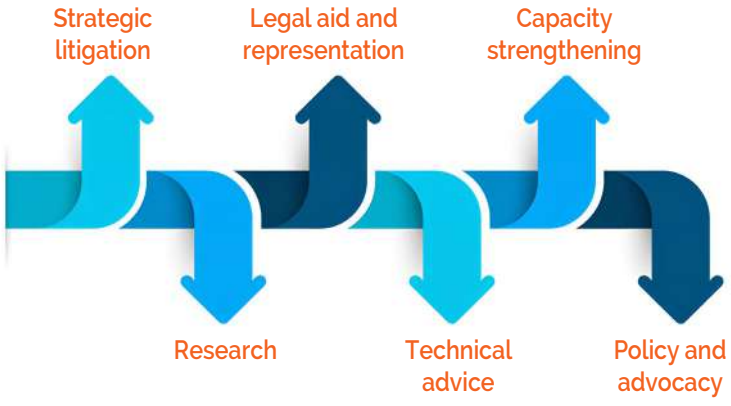 Strategic
litigation
Legal aid and
representation
Capacity
strengthening
Research
Technical
advice
Policy and
advocacy